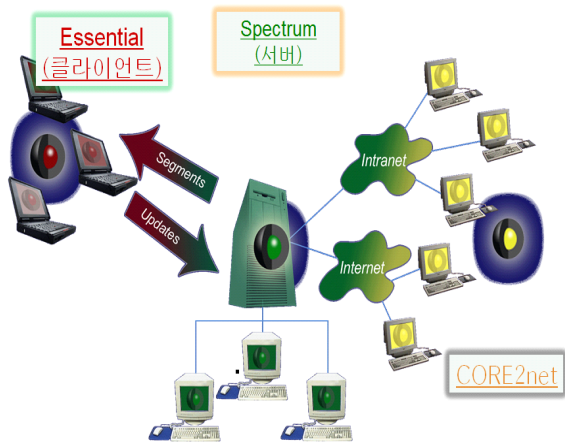 Essential
(클라이언트)
Spectrum
(서버)
Segments
Updates
Intranet
Internet
CORE2net